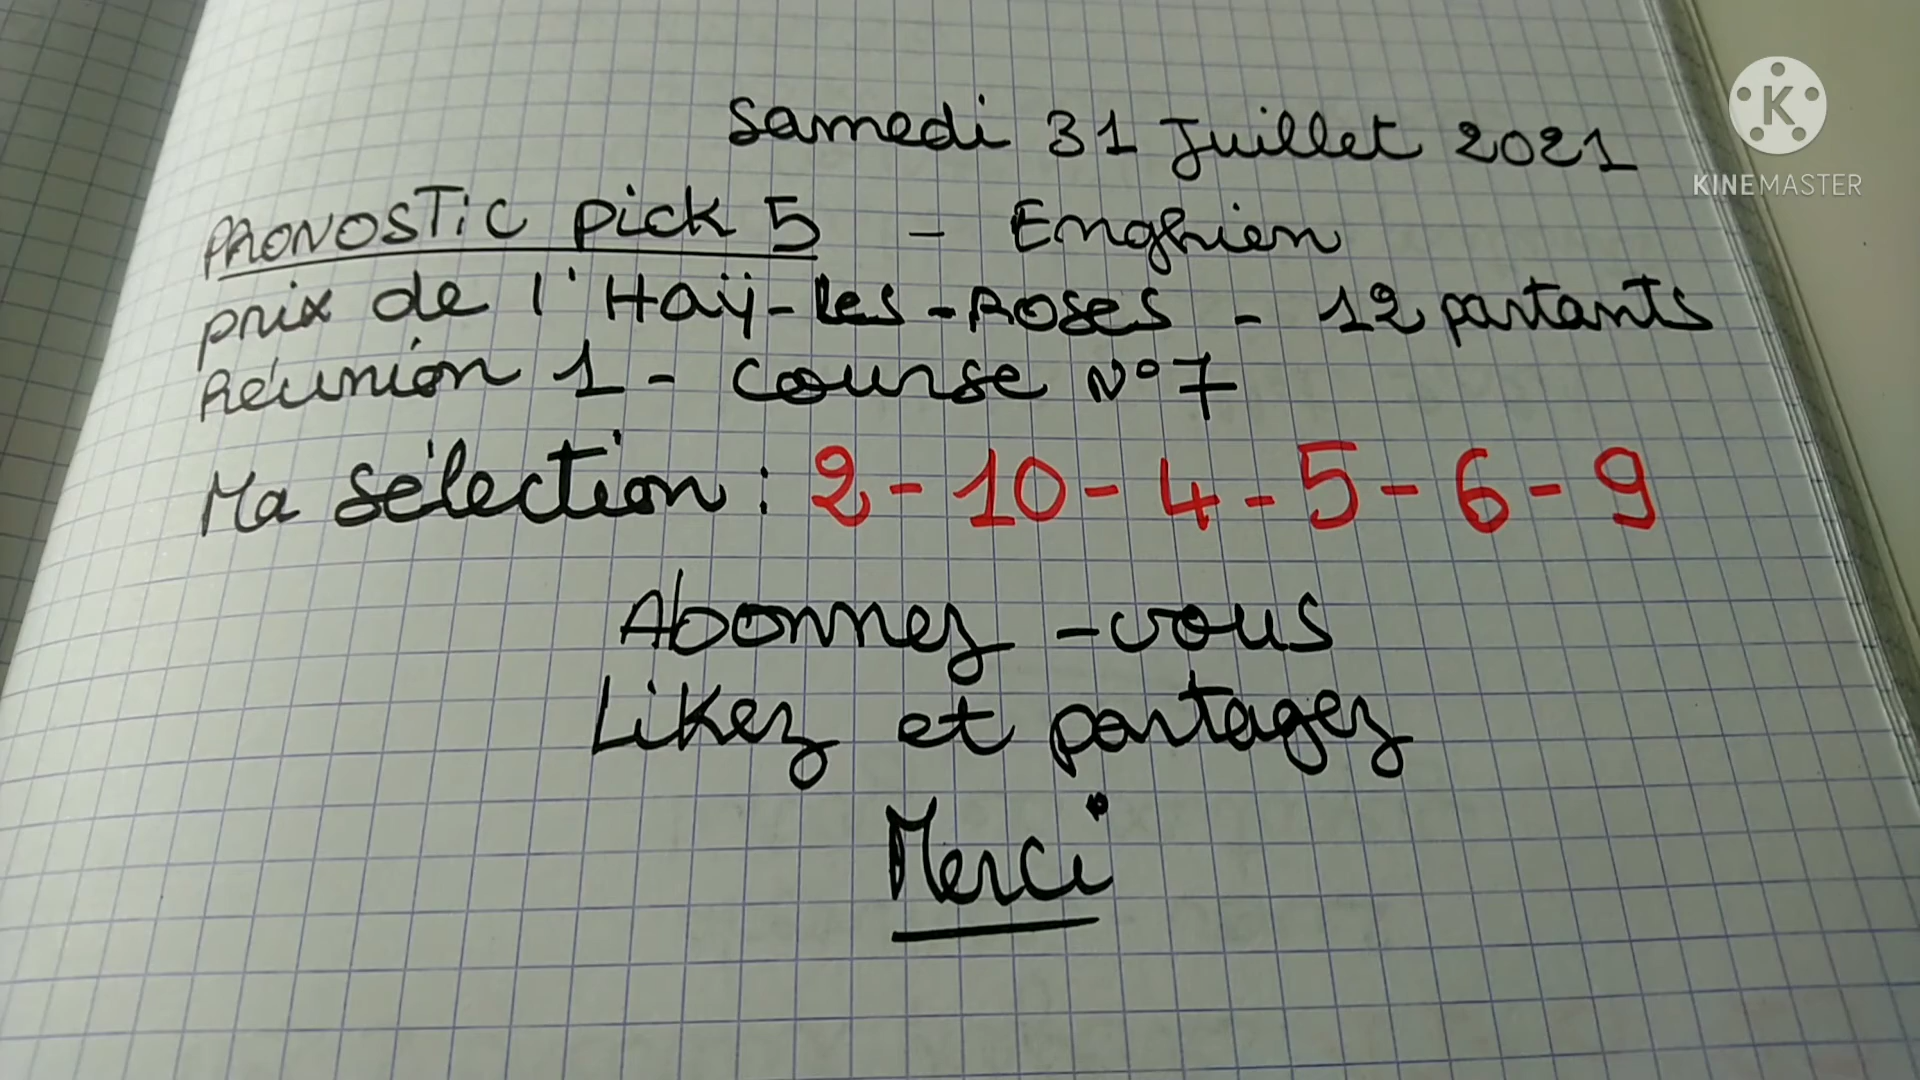 Samedi 31 Juillet 2021
PRONOSTIC PICK 5 - Enghien
prix de l'Haÿ-les-Roses - 12 partants
Réunion 1 - Course N°7
Ma sélection : 2 - 10 - 4 - 5 - 6 - 9
Abonnez-vous
Likez et partagez
Merci
K
KINEMASTER